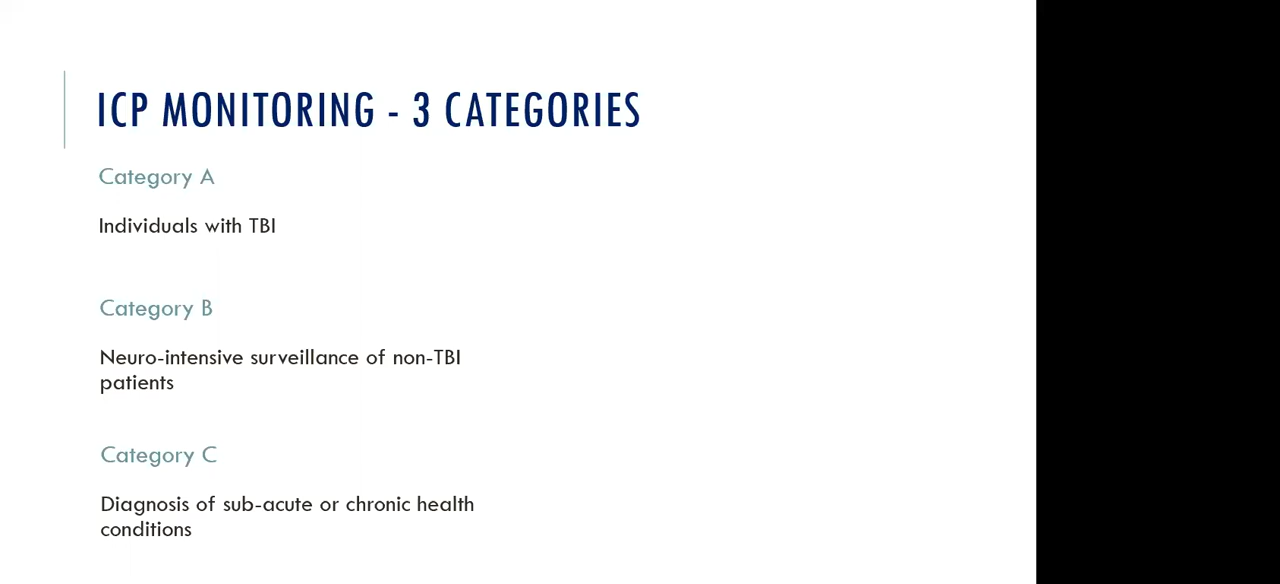 ICP MONITORING - 3 CATEGORIES
Category A
Individuals with TBI
Category B
Neuro-intensive surveillance of non-TBI
patients
Category C
Diagnosis of sub-acute or chronic health
conditions